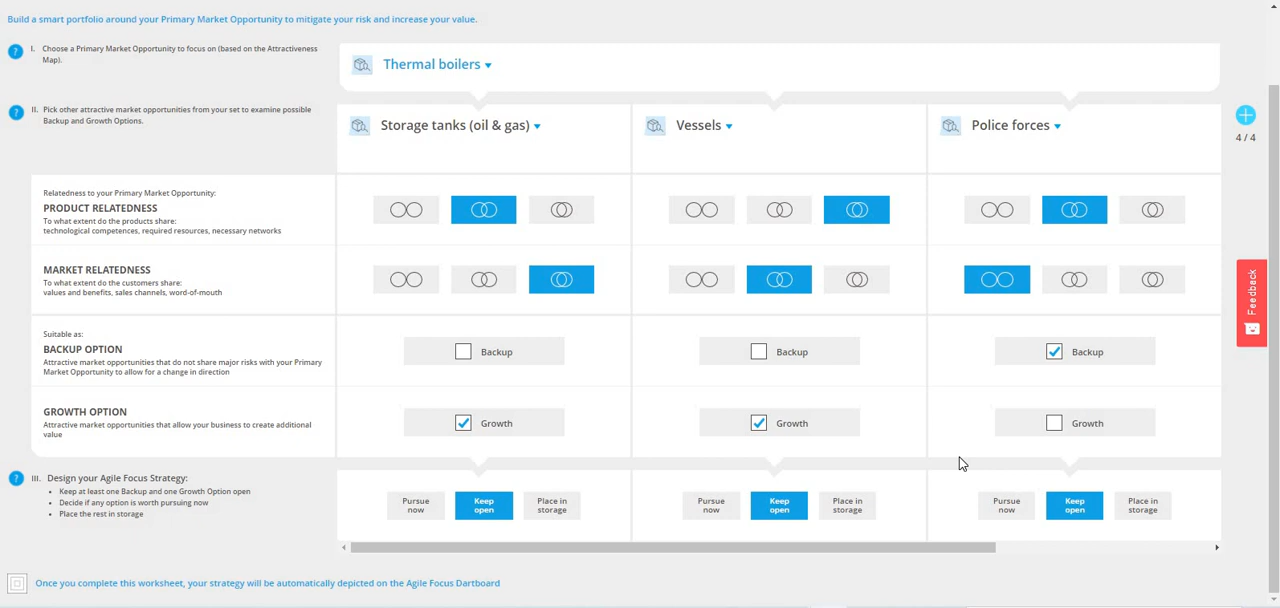 Build a smart portfolio around your Primary Market Opportunity to mitigate your risk and increase your value.
? I. Choose a Primary Market Opportunity to focus on (based on the Attractiveness
Map).
Thermal boilers
? II. Pick other attractive market opportunities from your set to examine possible
Backup and Growth Options.
Storage tanks (oil & gas) Vessels Police forces
4 / 4
Relatedness to your Primary Market Opportunity:
PRODUCT RELATEDNESS
To what extent do the products share:
technological competences, required resources, necessary networks
MARKET RELATEDNESS
To what extent do the customers share:
values and benefits, sales channels, word-of-mouth
Feedback
Suitable as:
BACKUP OPTION
Attractive market opportunities that do not share major risks with your Primary
Market Opportunity to allow for a change in direction
Backup Backup Backup
GROWTH OPTION
Attractive market opportunities that allow your business to create additional
value
Growth Growth Growth
? III. Design your Agile Focus Strategy:
• Keep at least one Backup and one Growth Option open
• Decide if any option is worth pursuing now
• Place the rest in storage
Pursue Keep Place in Pursue Keep Place in Pursue Keep Place in
now open storage now open storage now open storage
Once you complete this worksheet, your strategy will be automatically depicted on the Agile Focus Dartboard